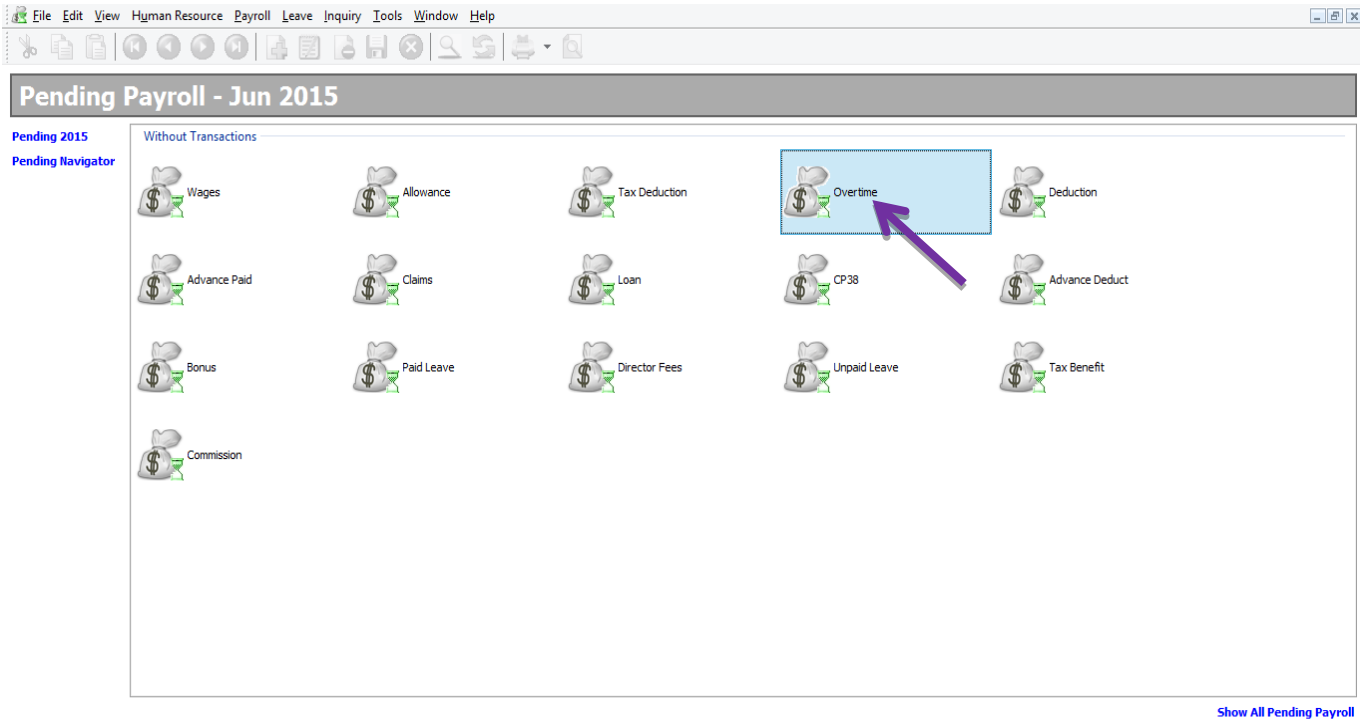 File Edit View Human Resource Payroll Leave Inquiry Tools Window Help
Pending Payroll - Jun 2015
Pending 2015
Pending Navigator
Without Transactions
Wages Allowance Tax Deduction Overtime Deduction
Advance Paid Claims Loan CP38 Advance Deduct
Bonus Paid Leave Director Fees Unpaid Leave Tax Benefit
Commission
Show All Pending Payroll